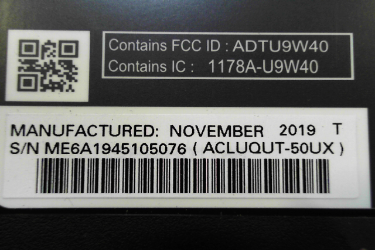 Contains FCC ID : ADTU9W40
Contains IC : 1178A-U9W40
MANUFACTURED: NOVEMBER 2019 T
S/N ME6A1945105076 ( ACLUQUT-50UX )